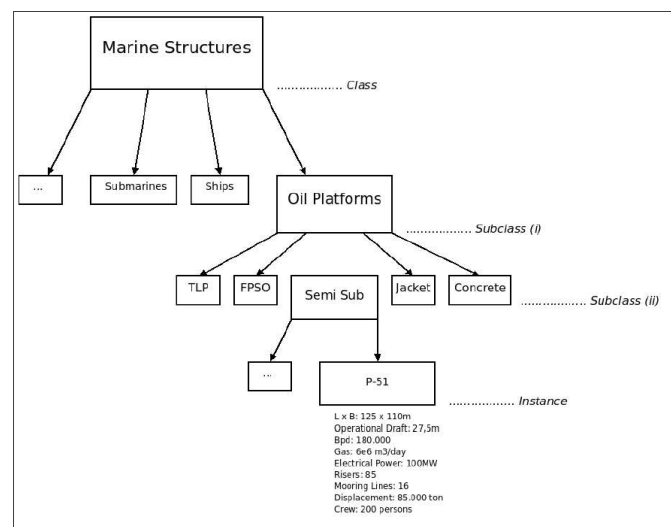 Marine Structures
.................. Class
...
Submarines
Ships
Oil Platforms
.................. Subclass (i)
TLP
FPSO
Semi Sub
Jacket
Concrete
.................. Subclass (ii)
...
P-51
.................. Instance
L x B: 125 x 110m
Operational Draft: 27,5m
Bpd: 180.000
Gas: 6e6 m3/day
Electrical Power: 100MW
Risers: 85
Mooring Lines: 16
Displacement: 85.000 ton
Crew: 200 persons